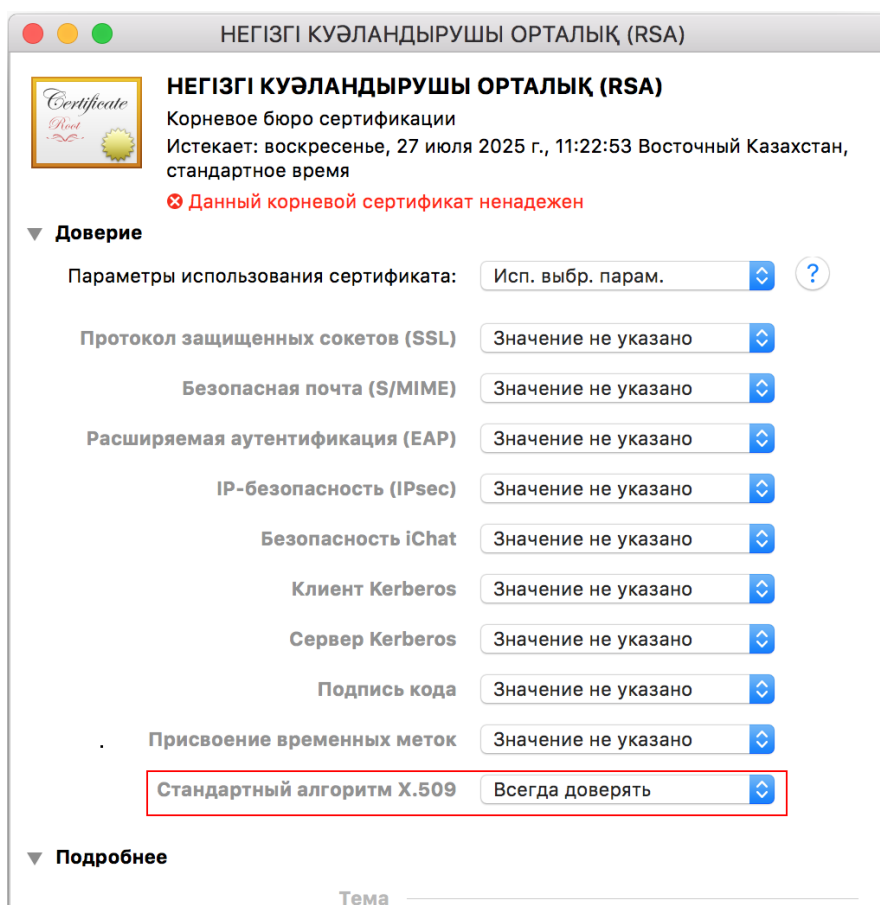 НЕГІЗГІ КУӘЛАНДЫРУШЫ ОРТАЛЫҚ (RSA)
Certificate
Root
НЕГІЗГІ КУӘЛАНДЫРУШЫ ОРТАЛЫҚ (RSA)
Корневое бюро сертификации
Истекает: воскресенье, 27 июля 2025 г., 11:22:53 Восточный Казахстан,
стандартное время
Данный корневой сертификат ненадежен
Доверие
Параметры использования сертификата: Исп. выбр. парам. ?
Протокол защищенных сокетов (SSL) Значение не указано
Безопасная почта (S/MIME) Значение не указано
Расширяемая аутентификация (EAP) Значение не указано
IP-безопасность (IPsec) Значение не указано
Безопасность iChat Значение не указано
Клиент Kerberos Значение не указано
Сервер Kerberos Значение не указано
Подпись кода Значение не указано
. Присвоение временных меток Значение не указано
Стандартный алгоритм X.509 Всегда доверять
Подробнее
Тема